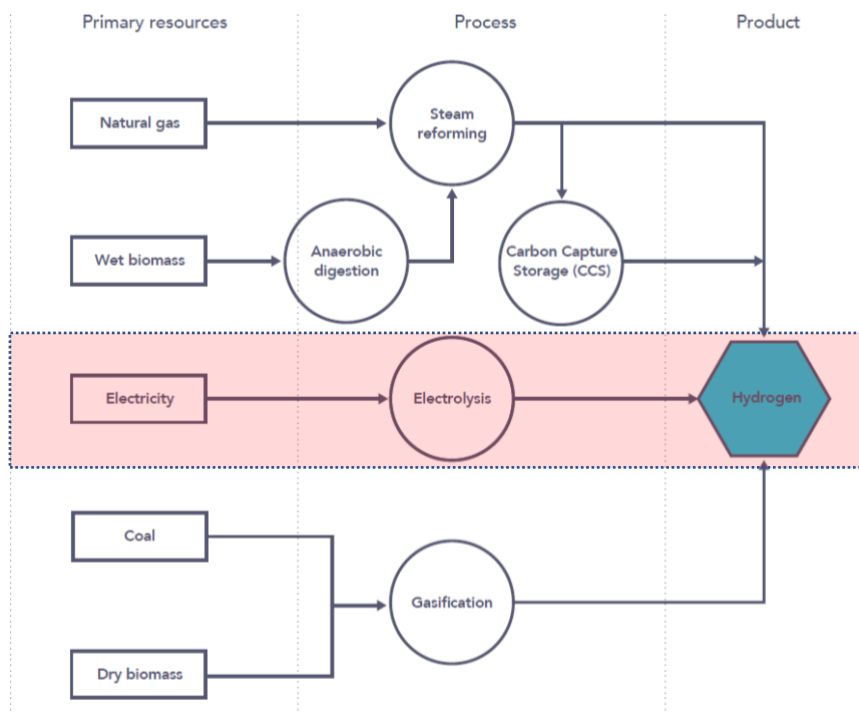 Primary resources
Process
Product
Natural gas
Steam
reforming
Wet biomass
Anaerobic
digestion
Carbon Capture
Storage (CCS)
Electricity
Electrolysis
Hydrogen
Coal
Gasification
Dry biomass